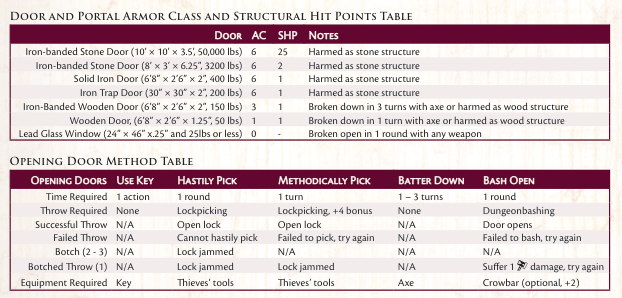 Door and Portal Armor Class and Structural Hit Points Table
Door AC SHP Notes
Iron-banded Stone Door (10’ × 10’ × 3.5’, 50,000 lbs) 6 25 Harmed as stone structure
Iron-banded Stone Door (8’ × 3’ × 6.25”, 3200 lbs) 6 2 Harmed as stone structure
Solid Iron Door (6’8” × 2’6” × 2”, 400 lbs) 6 1 Harmed as stone structure
Iron Trap Door (30” × 30” × 2”, 200 lbs) 6 1 Harmed as stone structure
Iron-Banded Wooden Door (6’8” × 2’6” × 2”, 150 lbs) 3 1 Broken down in 3 turns with axe or harmed as wood structure
Wooden Door, (6’8” × 2’6” × 1.25”, 50 lbs) 1 1 Broken down in 1 turn with axe or harmed as wood structure
Lead Glass Window (24” × 46” x.25” and 25lbs or less) 0 - Broken open in 1 round with any weapon
Opening Door Method Table
Opening Doors Use Key Hastily Pick Methodically Pick Batter Down Bash Open
Time Required 1 action 1 round 1 turn 1 – 3 turns 1 round
Throw Required None Lockpicking Lockpicking, +4 bonus None Dungeonbashing
Successful Throw N/A Open lock Open lock N/A Door opens
Failed Throw N/A Cannot hastily pick Failed to pick, try again N/A Failed to bash, try again
Botch (2 - 3) N/A Lock jammed N/A N/A N/A
Botched Throw (1) N/A Lock jammed Lock jammed N/A Suffer 1 damage, try again
Equipment Required Key Thieves’ tools Thieves’ tools Axe Crowbar (optional, +2)